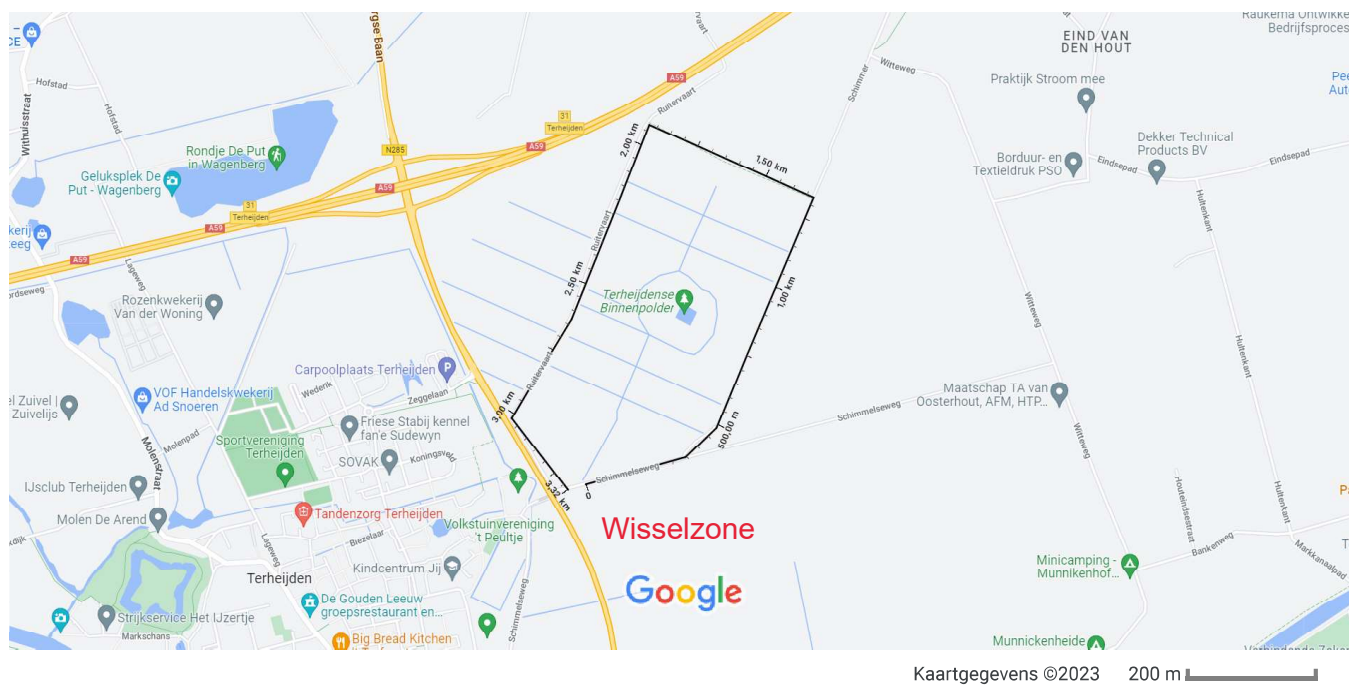 Raukema Ontwikke
Bedrijfsproces
EIND VAN
DEN HOUT
Witteweg
Praktijk Stroom mee
Schimmer
Ruitervaart
A59
31
Terheijden
A59
N285
Hofstad
Hofstad
Withuisstraat
Rondje De Put
in Wagenberg
Geluksplek De
Put - Wagenberg
A59
31
Terheijden
A59
Lageweg
Rozenkwekerij
Van der Woning
2,00 km
1,50 km
Dekker Technical
Products BV
Borduur- en
Textieldruk PSO
Eindsepad
Eindsepad
Hultenkant
Ruitervaart
2,50 km
Terheijdense
Binnenpolder
1,00 km
Witteweg
Hultenkant
Carpoolplaats Terheijden
Wederik
Zeggelaan
Ruitervaart
3,00 km
VOF Handelskwekerij
Ad Snoeren
Molenpad
Molenstraat
Friese Stabij kennel
fan'e Sudewyn
Sportvereniging
Terheijden
SOVAK
Koningsveld
Maatschap TA van
Oosterhout, AFM, HTP...
Schimmelseweg
500,00 m
Witteweg
IJsclub Terheijden
Molen De Arend
Tandenzorg Terheijden
Schimmelseweg
3,32 km
0
Houteindsestraat
Hultentant
Volkstuinvereniging
't Peultje
Wisselzone
Biezelaar
Lageweg
Kindcentrum Jij
Bankenweg
Markkanaalpad
Minicamping -
Munnikenhof...
Terheijden
Google
De Gouden Leeuw
groepsrestaurant en...
Schimmelseweg
Strijkservice Het IJzertje
Markschans
Big Bread Kitchen
Munnickenheide
Kaartgegevens ©2023 200 m